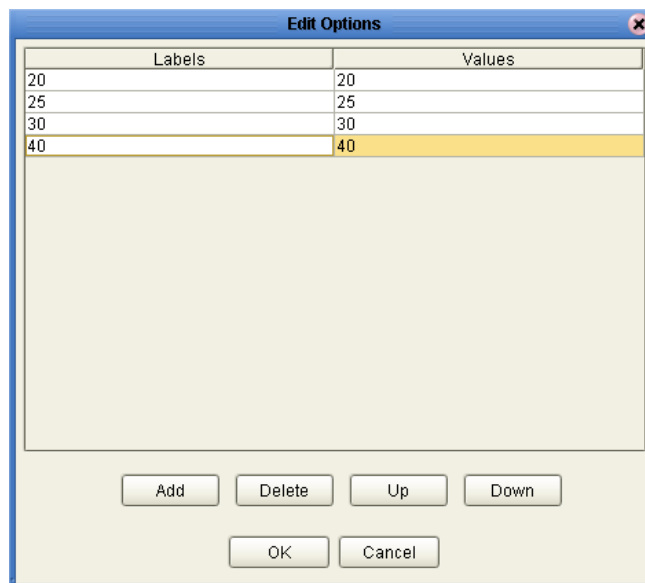 Edit Options
Labels Values
20 20
25 25
30 30
40 40
Add Delete Up Down
OK Cancel